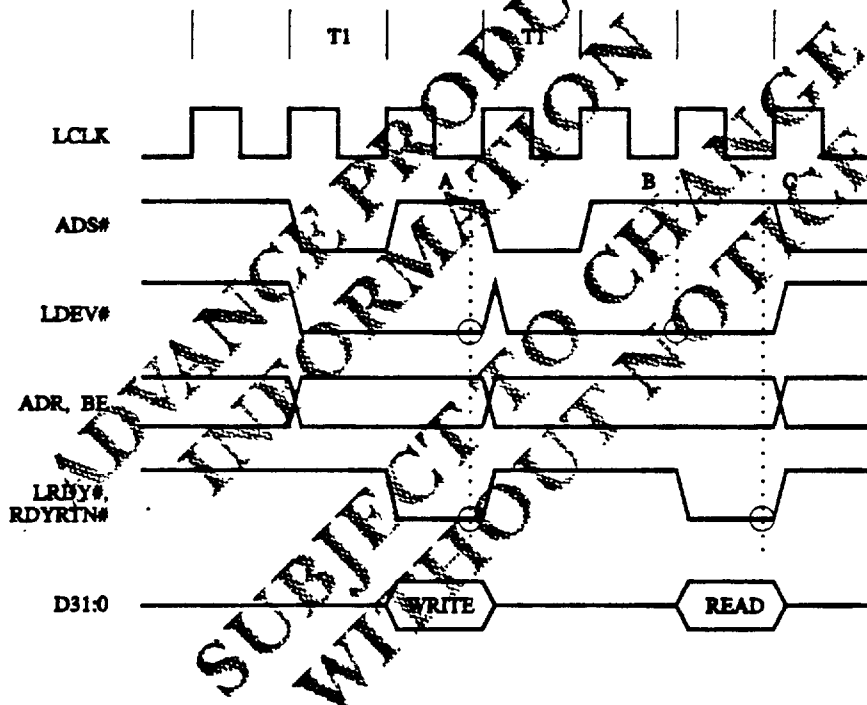 T1 T1
LCLK
A B C
ADS#
LDEV#
ADR, BE
LRDY#,
RDYRTN#
D31:0 WRITE READ
ADVANCE PRODU
INFORMATION
SUBJECT TO CHANGE
WITHOUT NOTICE